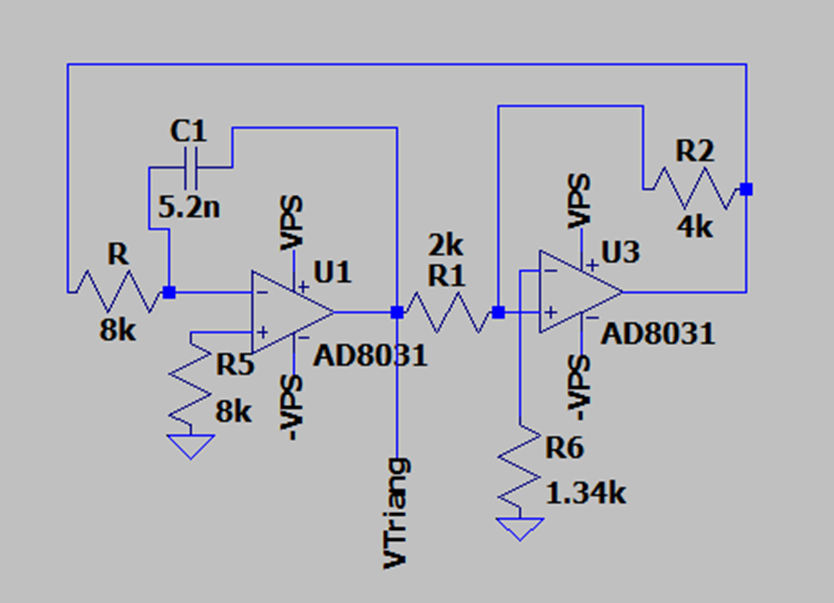 C1
5.2n
R
8k
VPS
+
U1
−
+
−
AD8031
-VPS
R5
8k
VTriang
2k
R1
R2
4k
VPS
+
U3
−
+
−
AD8031
-VPS
R6
1.34k